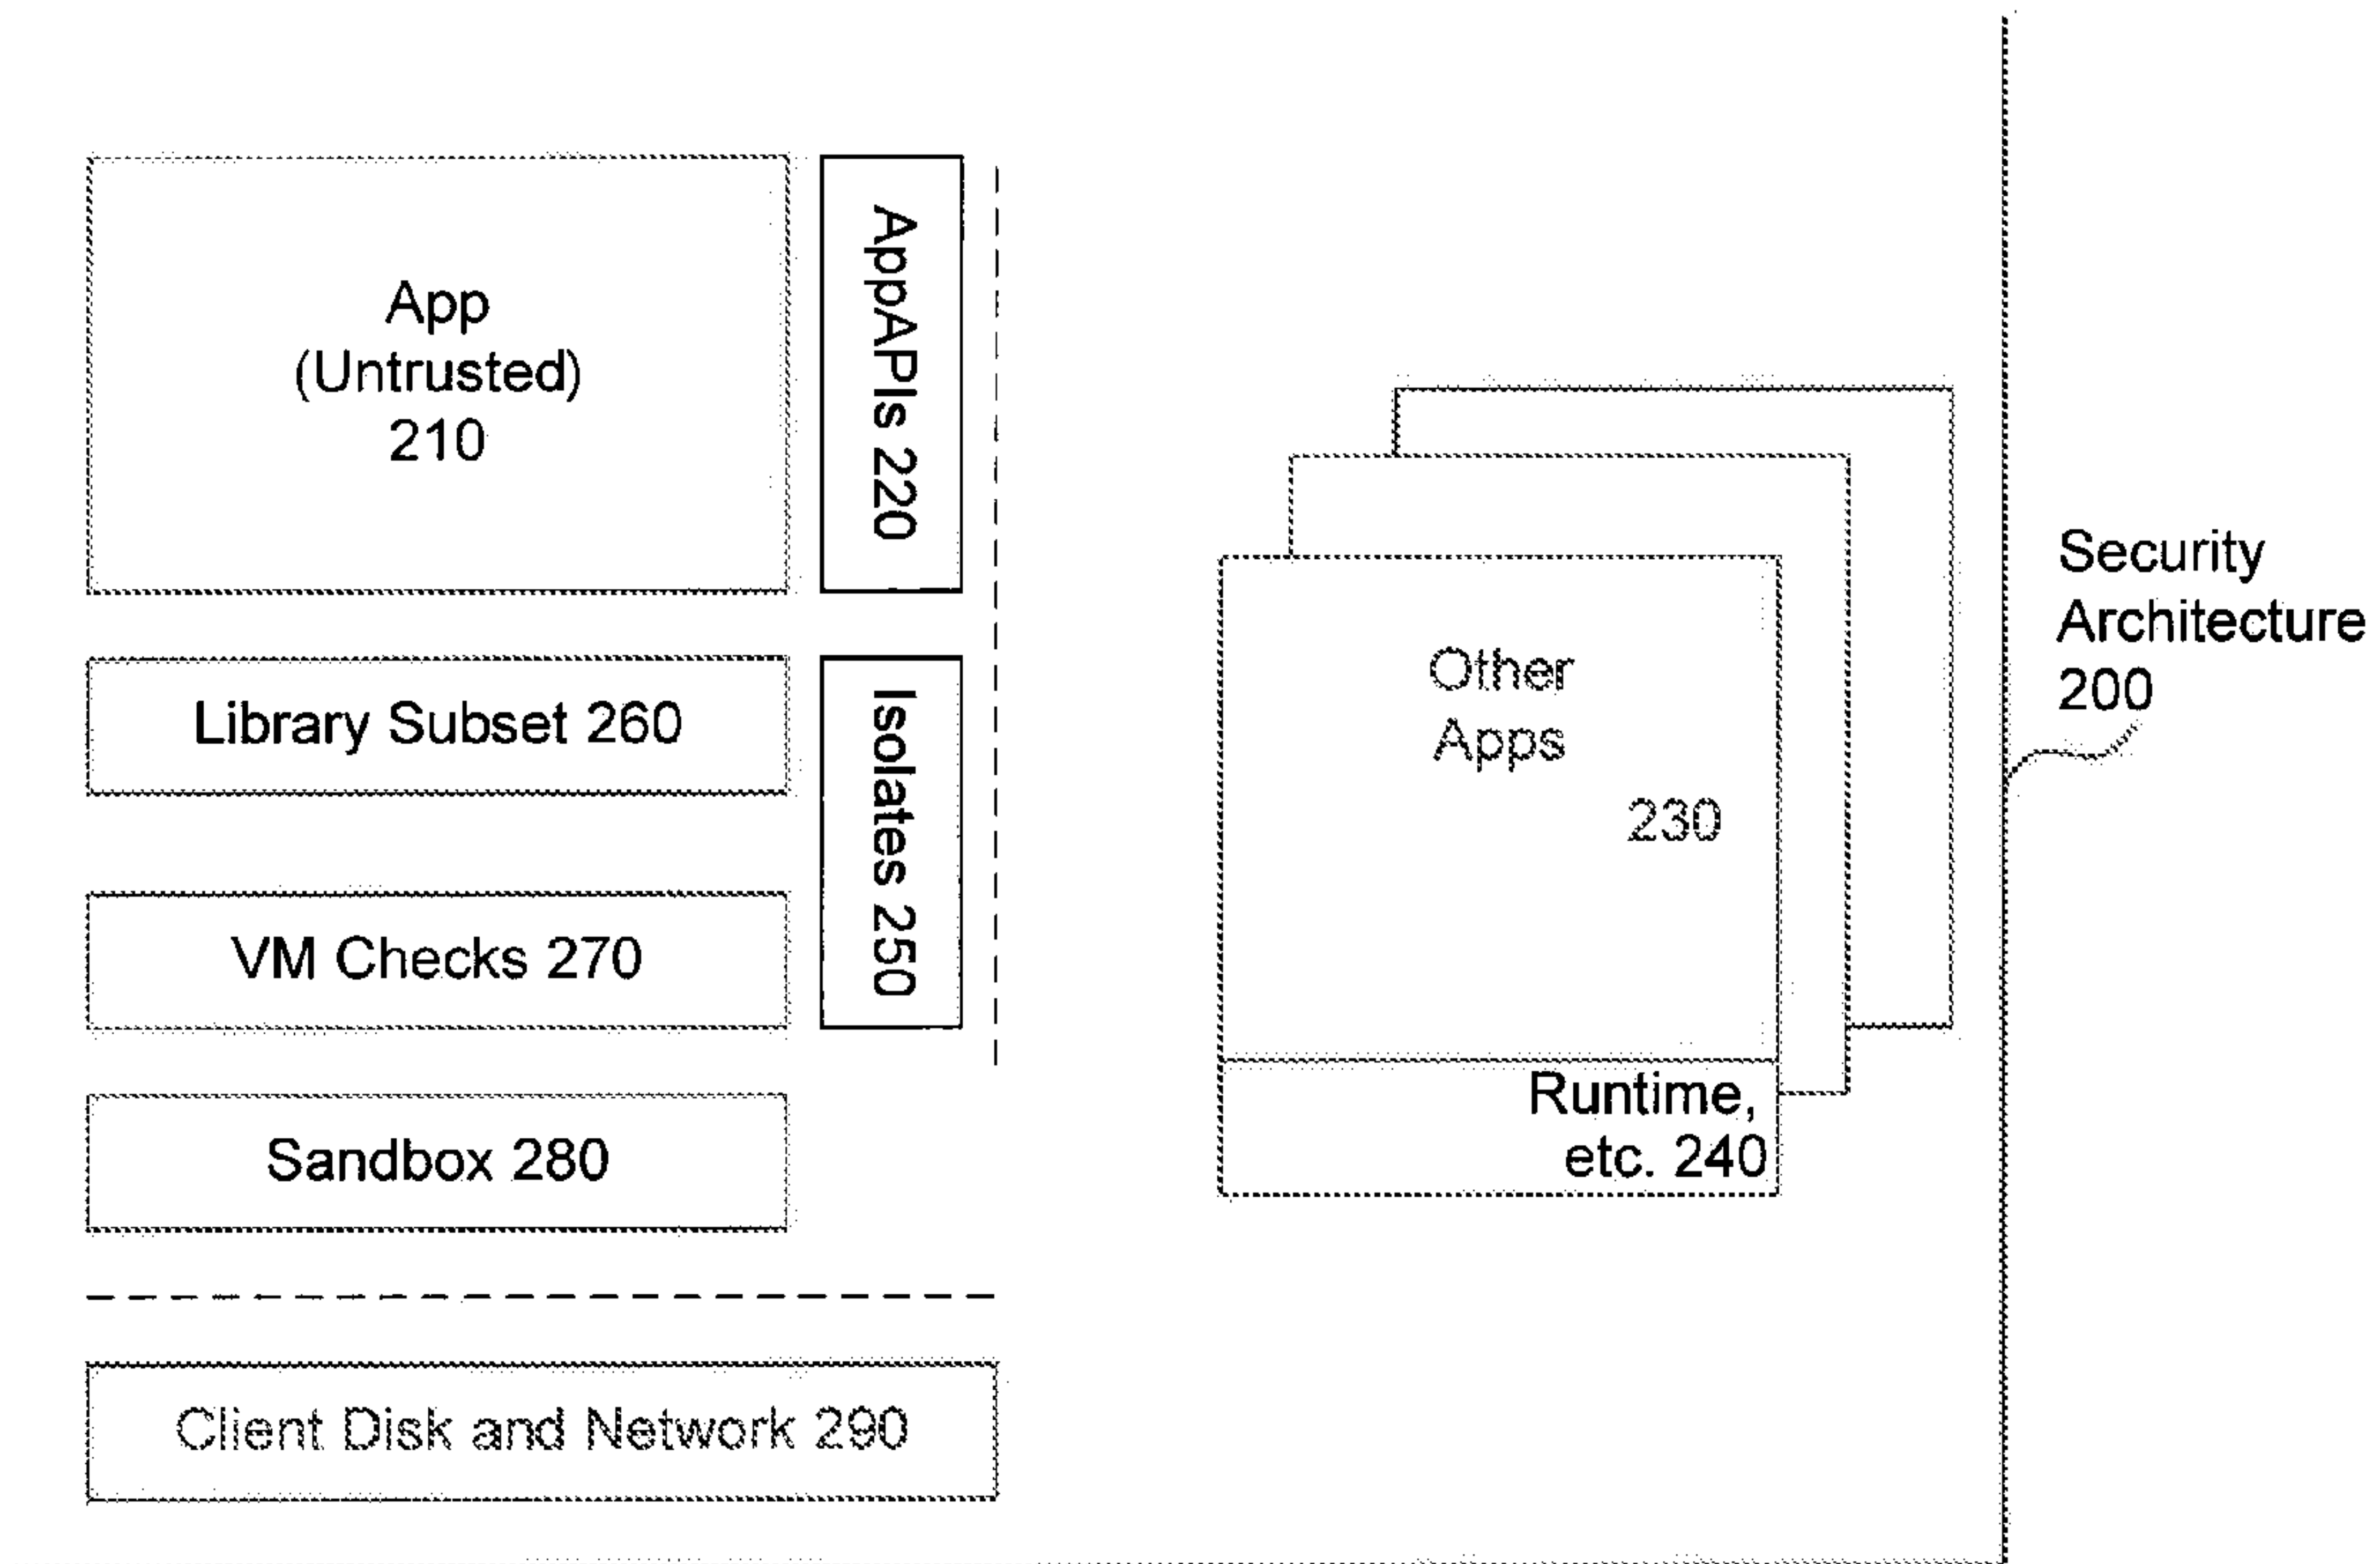 App
(Untrusted)
210
AppAPIs 220
Library Subset 260
Isolates 250
VM Checks 270
Sandbox 280
Client Disk and Network 290
Other
Apps
230
Runtime,
etc. 240
Security
Architecture
200